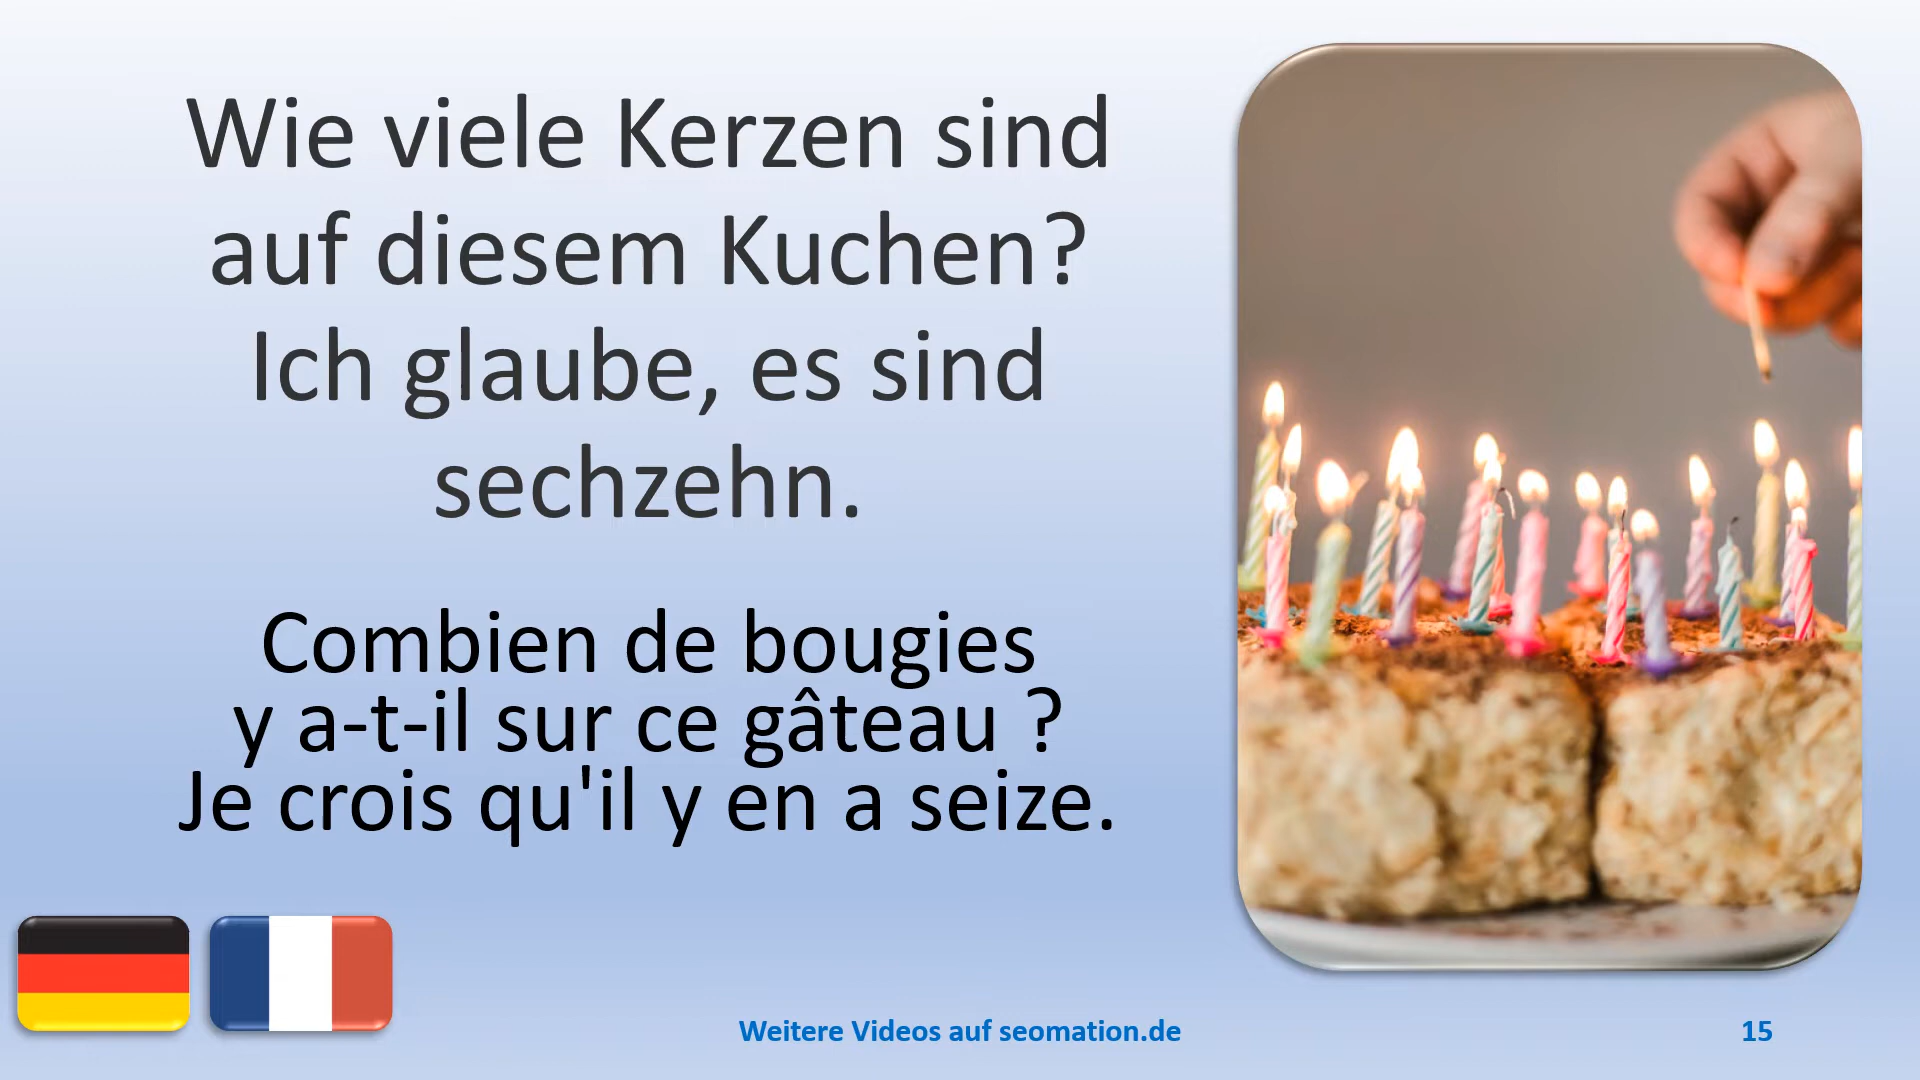 Wie viele Kerzen sind
auf diesem Kuchen?
Ich glaube, es sind
sechzehn.
Combien de bougies
y a-t-il sur ce gâteau ?
Je crois qu'il y en a seize.
Weitere Videos auf seomation.de
15